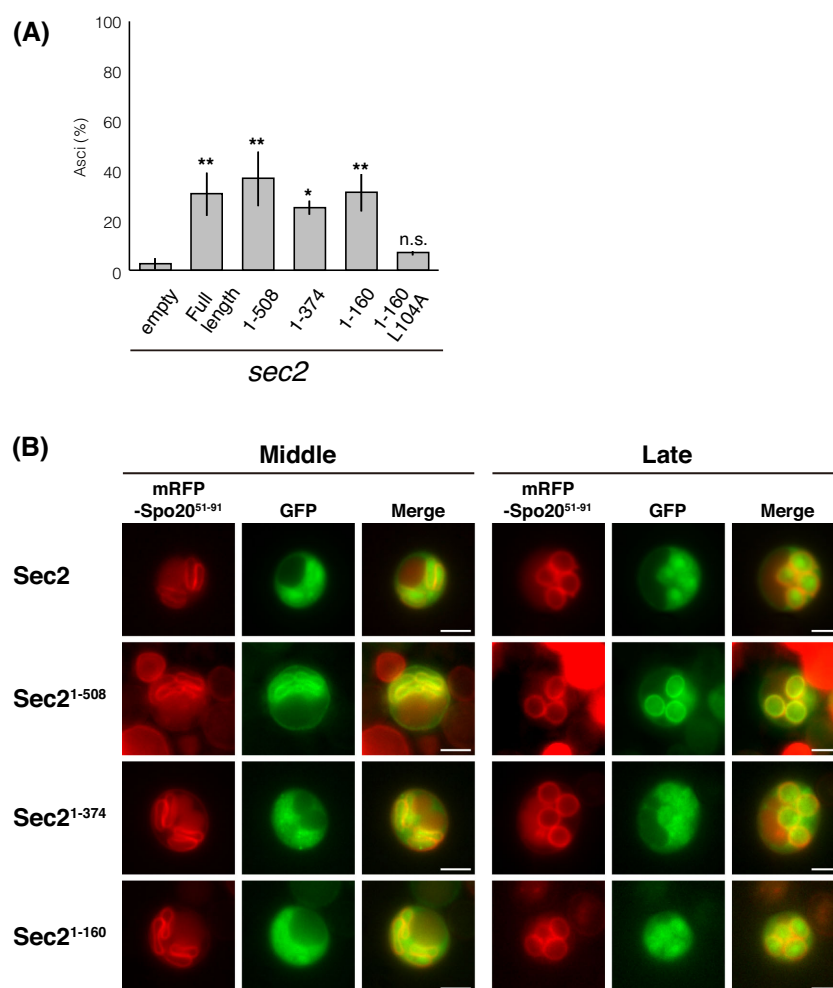 (A)
100
80
60
40
20
0
Asci (%)
**
**
*
**
n.s.
empty
Full
length
1-508
1-374
1-160
1-160
L104A
sec2
(B)
Middle
Late
mRFP
-Spo20⁵¹⁻⁹¹
GFP
Merge
mRFP
-Spo20⁵¹⁻⁹¹
GFP
Merge
Sec2
Sec2¹⁻⁵⁰⁸
Sec2¹⁻³⁷⁴
Sec2¹⁻¹⁶⁰